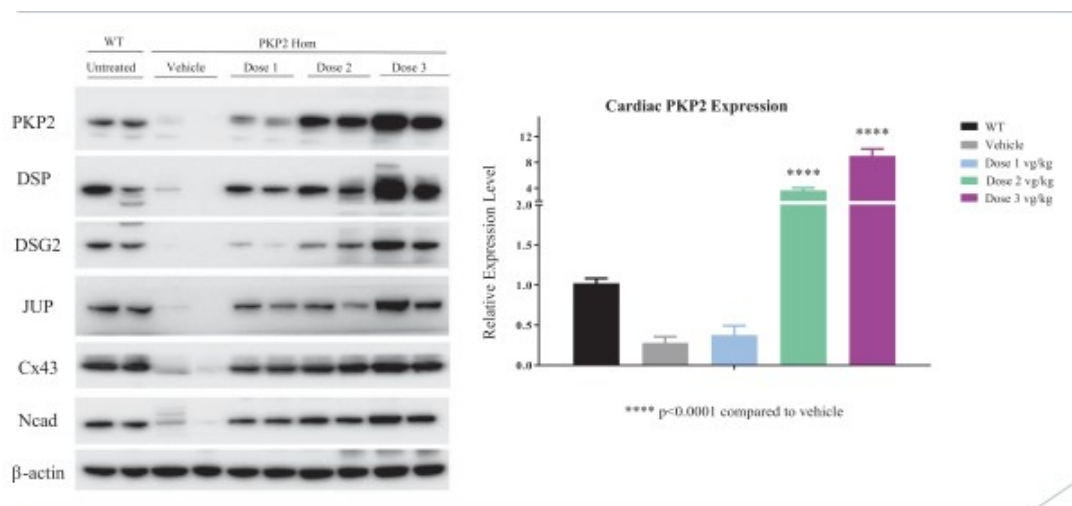 WT PKP2 Hom
Untreated Vehicle Dose 1 Dose 2 Dose 3
PKP2
DSP
DSG2
JUP
Cx43
Ncad
β-actin
Cardiac PKP2 Expression
Relative Expression Level
12
8
4
2.0
1.5
1.0
0.5
0.0
****
****
WT
Vehicle
Dose 1 vg/kg
Dose 2 vg/kg
Dose 3 vg/kg
**** p<0.0001 compared to vehicle